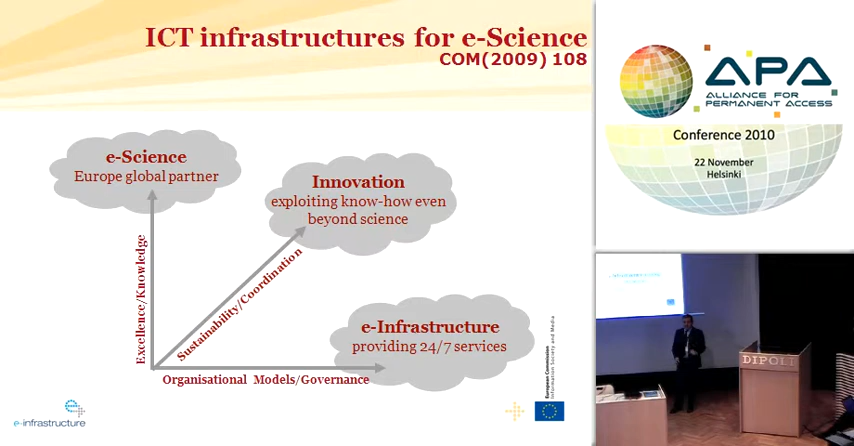 ICT infrastructures for e-Science
COM(2009) 108
e-Science
Europe global partner
Innovation
exploiting know-how even
beyond science
e-Infrastructure
providing 24/7 services
Excellence/Knowledge
Sustainability/Coordination
Organisational Models/Governance
e-infrastructure
European Commission
Information Society and Media
APA
ALLIANCE FOR
PERMANENT ACCESS
Conference 2010
22 November
Helsinki
DIPOLI